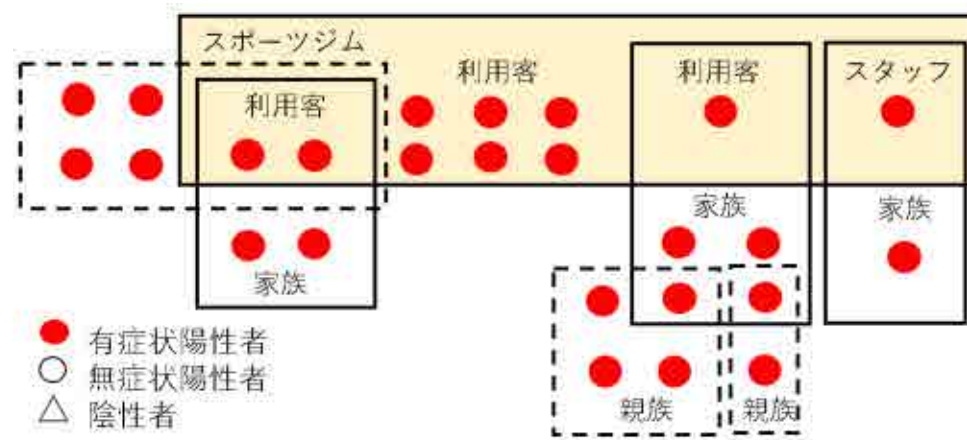 スポーツジム
利用客
利用客
利用客
スタッフ
家族
家族
家族
親族
親族
有症状陽性者
無症状陽性者
陰性者